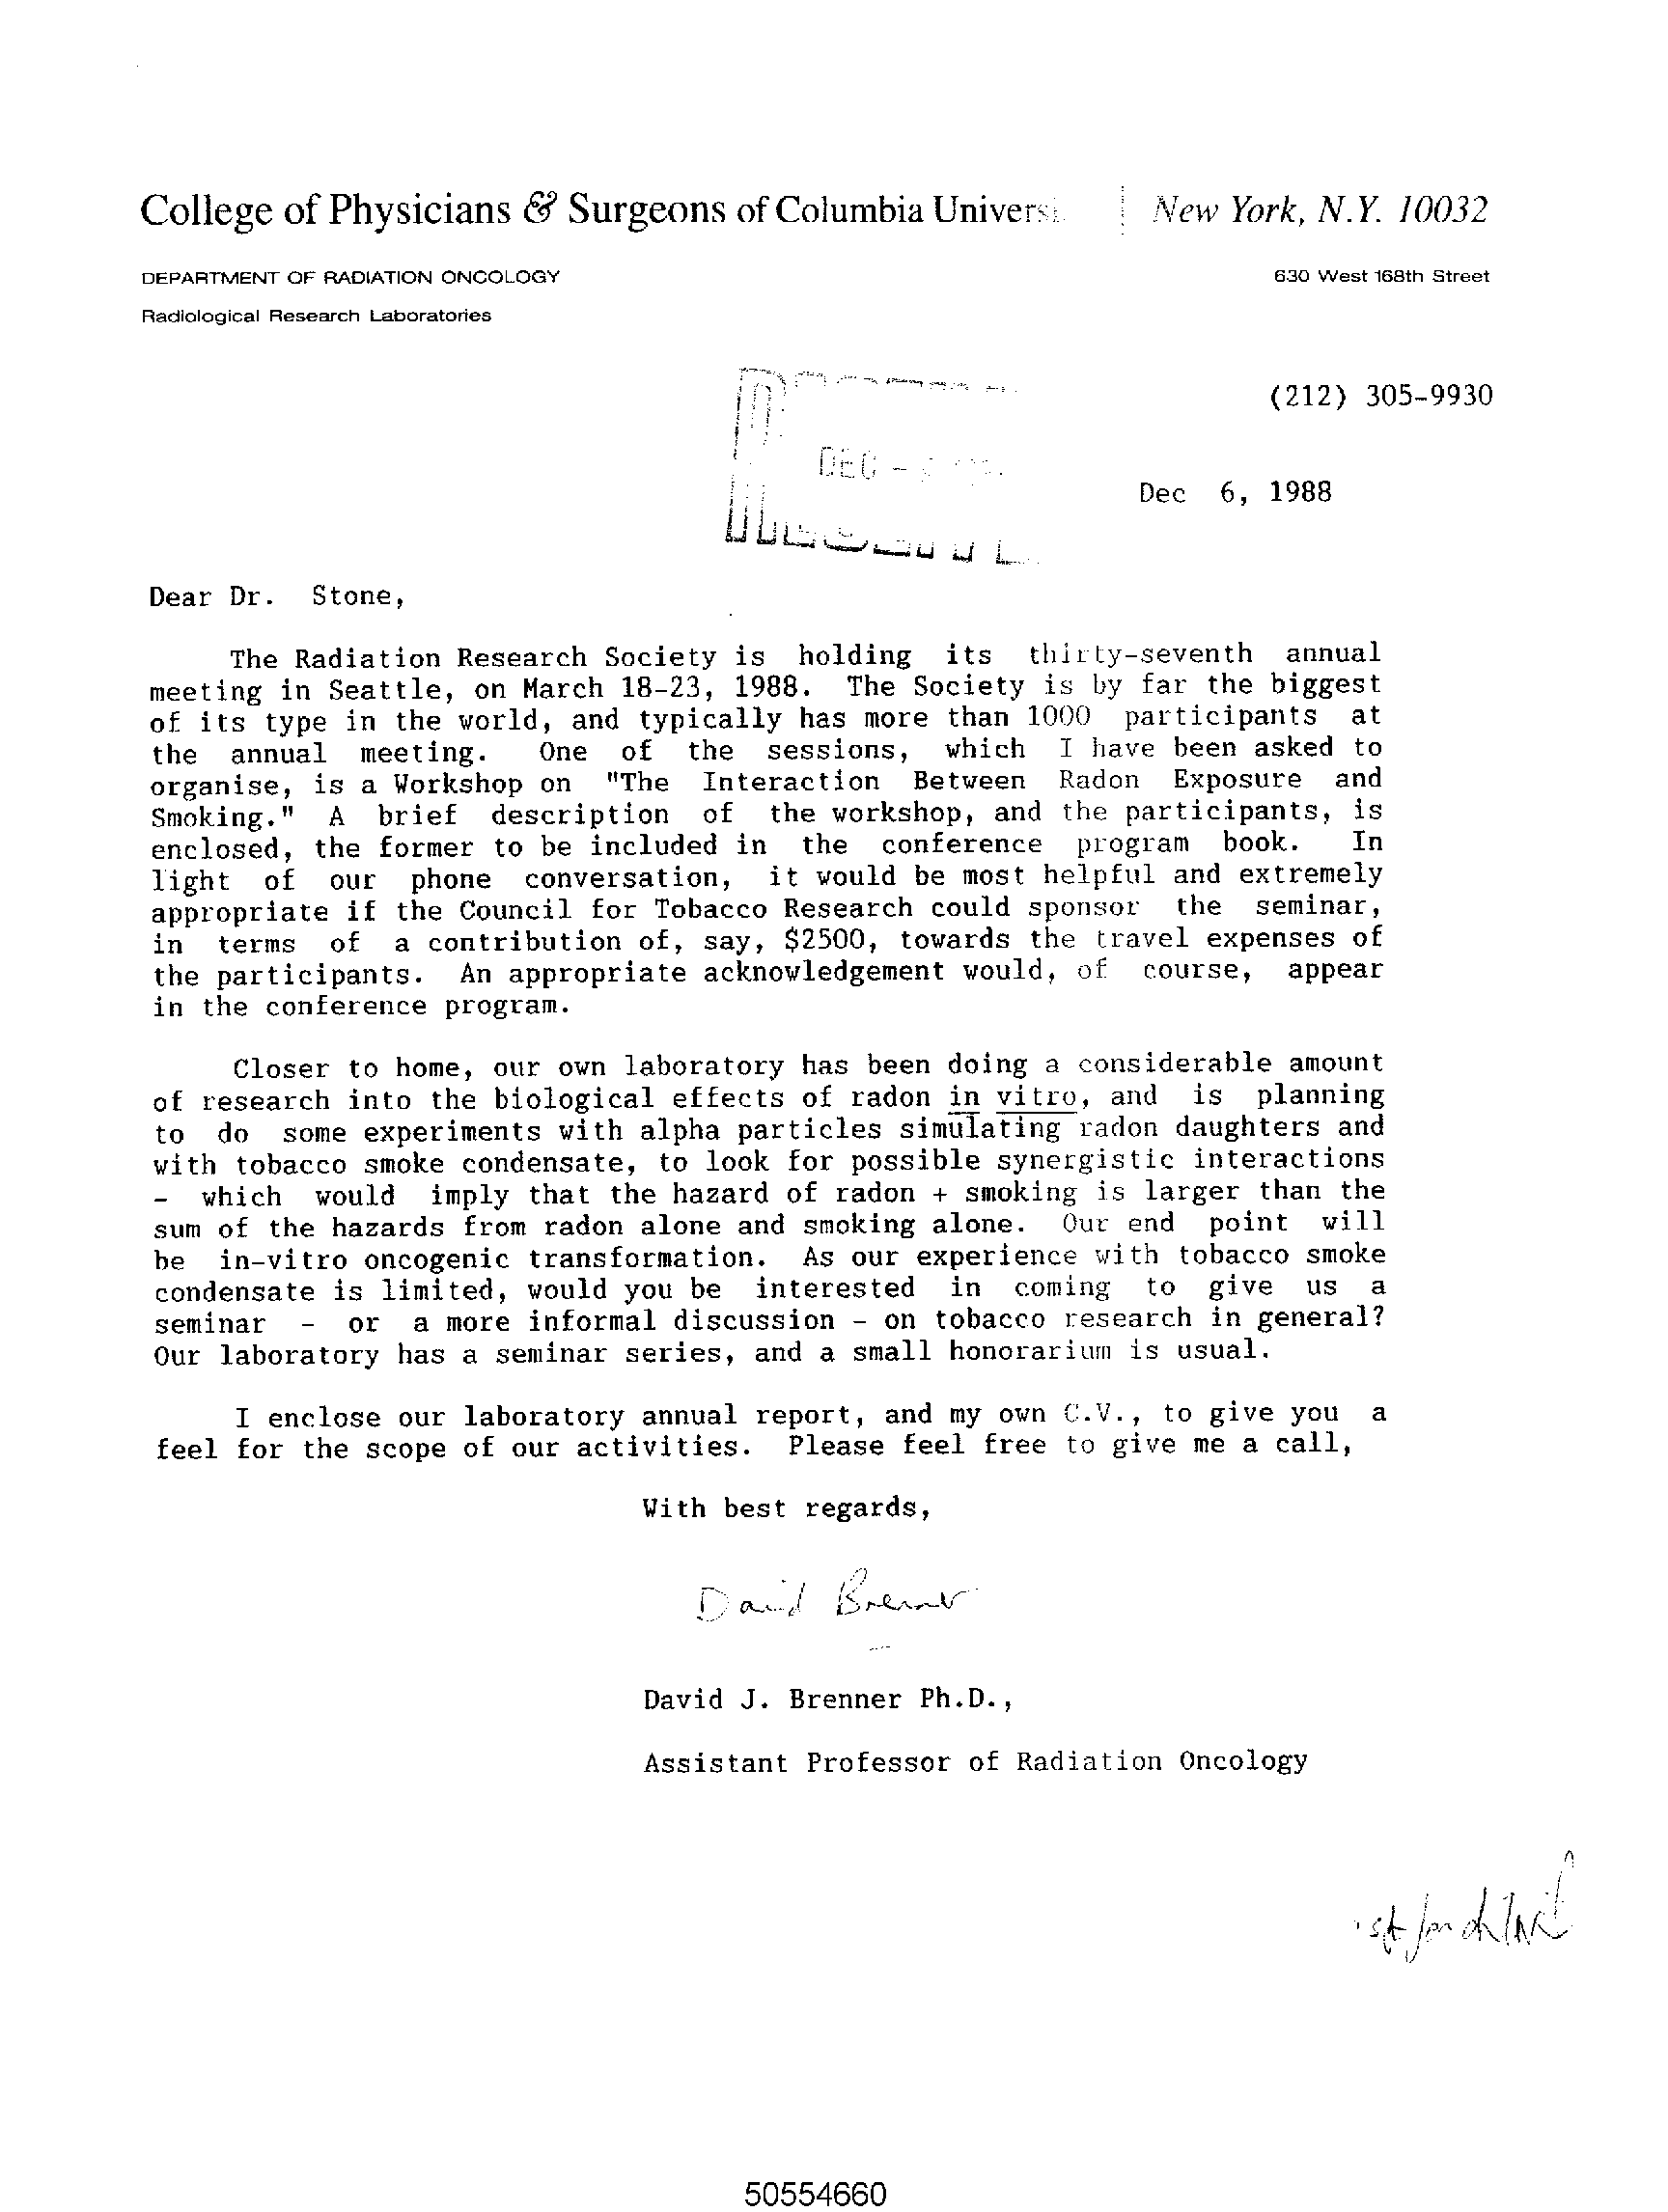 College of Physicians & Surgeons of Columbia Univers
New York, N.Y. 10032
DEPARTMENT OF RADIATION ONCOLOGY
630 West 168th Street
Radiological Research Laboratories
(212) 305-9930
DEC -
Dec 6, 1988
Dear Dr. Stone,
The Radiation Research Society is holding its thirty-seventh annual
meeting in Seattle, on March 18-23, 1988. The Society is by far the biggest
of its type in the world, and typically has more than 1000 participants at
the annual meeting. One of the sessions, which I have been asked to
organise, is a Workshop on "The Interaction Between Radon Exposure and
Smoking." A brief description of the workshop, and the participants, is
enclosed, the former to be included in the conference program book. In
light of our phone conversation, it would be most helpful and extremely
appropriate if the Council for Tobacco Research could sponsor the seminar,
in terms of a contribution of, say, $2500, towards the travel expenses of
the participants. An appropriate acknowledgement would, of course, appear
in the conference program.
Closer to home, our own laboratory has been doing a considerable amount
of research into the biological effects of radon in vitro, and is planning
to do some experiments with alpha particles simulating radon daughters and
with tobacco smoke condensate, to look for possible synergistic interactions
- which would imply that the hazard of radon + smoking is larger than the
sum of the hazards from radon alone and smoking alone. Our end point will
be in-vitro oncogenic transformation. As our experience with tobacco smoke
condensate is limited, would you be interested in coming to give us a
seminar - or a more informal discussion - on tobacco research in general?
Our laboratory has a seminar series, and a small honorarium is usual.
I enclose our laboratory annual report, and my own C.V., to give you a
feel for the scope of our activities. Please feel free to give me a call,
With best regards,
David Brenner
David J. Brenner Ph.D.,
Assistant Professor of Radiation Oncology
50554660